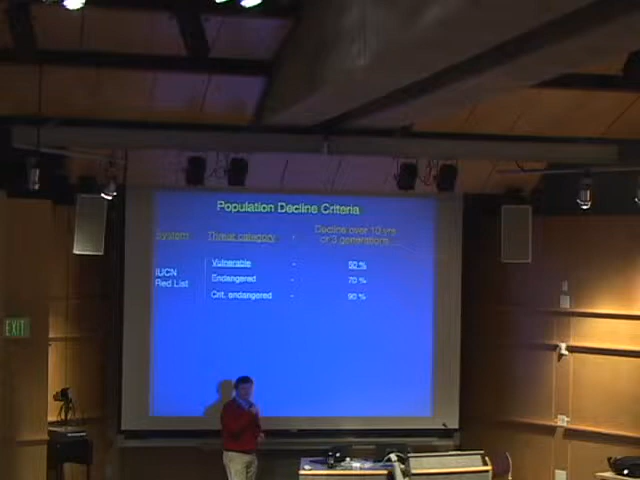 Population Decline Criteria
System Threat category - Decline over 10 yrs
or 3 generations
Vulnerable - 50 %
IUCN
Red List
Endangered - 70 %
Crit. endangered - 90 %
EXIT